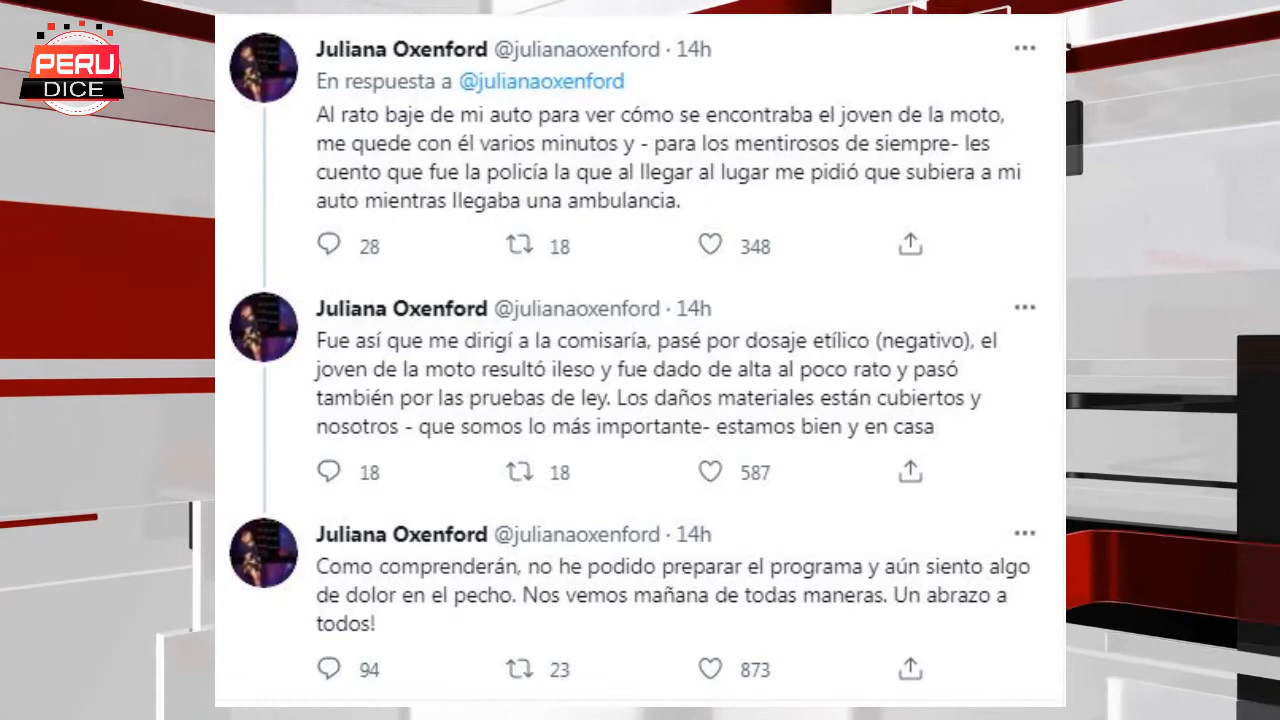 PERU
DICE
Juliana Oxenford @julianaoxenford · 14h
En respuesta a @julianaoxenford
Al rato baje de mi auto para ver cómo se encontraba el joven de la moto,
me quede con él varios minutos y - para los mentirosos de siempre- les
cuento que fue la policía la que al llegar al lugar me pidió que subiera a mi
auto mientras llegaba una ambulancia.
28 18 348
Juliana Oxenford @julianaoxenford · 14h
Fue así que me dirigí a la comisaría, pasé por dosaje etílico (negativo), el
joven de la moto resultó ileso y fue dado de alta al poco rato y pasó
también por las pruebas de ley. Los daños materiales están cubiertos y
nosotros - que somos lo más importante- estamos bien y en casa
18 18 587
Juliana Oxenford @julianaoxenford · 14h
Como comprenderán, no he podido preparar el programa y aún siento algo
de dolor en el pecho. Nos vemos mañana de todas maneras. Un abrazo a
todos!
94 23 873